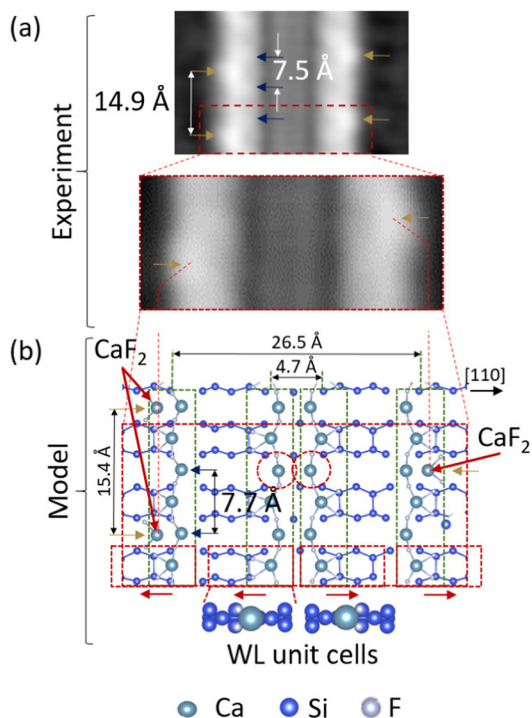 (a)
Experiment
14.9 Å
7.5 Å
(b)
Model
CaF2
26.5 Å
4.7 Å
[110]
CaF2
15.4 Å
7.7 Å
WL unit cells
Ca Si F